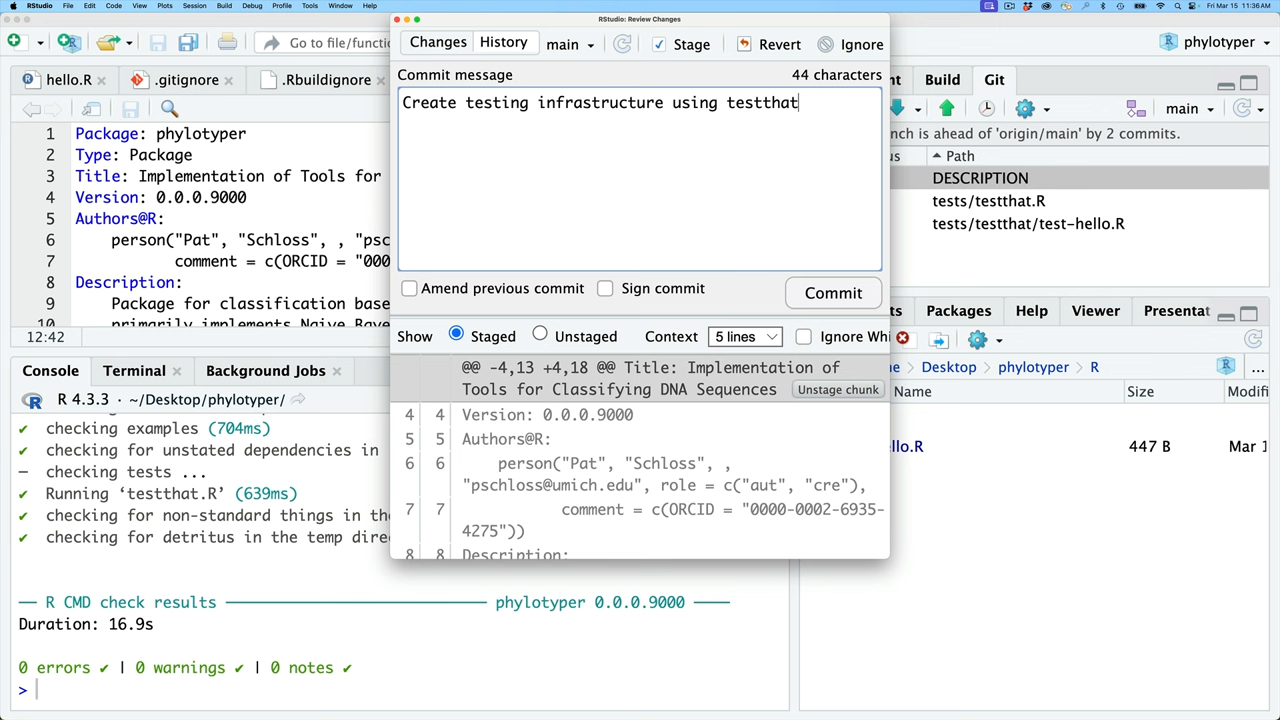 RStudio File Edit Code View Plots Session Build Debug Profile Tools Window Help Fri Mar 15 11:36 AM
RStudio: Review Changes
Go to file/func
phylotyper
Changes History main Stage Revert Ignore
hello.R .gitignore .Rbuildignore
Build Git
Commit message 44 characters
Create testing infrastructure using testthat
main
nch is ahead of 'origin/main' by 2 commits.
Path
DESCRIPTION
tests/testthat.R
tests/testthat/test-hello.R
1 Package: phylotyper
2 Type: Package
3 Title: Implementation of Tools for
4 Version: 0.0.0.9000
5 Authors@R:
6 person("Pat", "Schloss", , "psc
7 comment = c(ORCID = "000
8 Description:
9 Package for classification base
10 primarily implements Naive Baye
12:42
Amend previous commit Sign commit Commit
Show Staged Unstaged Context 5 lines Ignore Whi
Packages Help Viewer Presentat
@@ -4,13 +4,18 @@ Title: Implementation of
Tools for Classifying DNA Sequences Unstage chunk
4 4 Version: 0.0.0.9000
5 5 Authors@R:
6 6 person("Pat", "Schloss", ,
"pschloss@umich.edu", role = c("aut", "cre"),
7 7 comment = c(ORCID = "0000-0002-6935-
4275"))
8 8 Description:
Desktop phylotyper R ...
Name Size Modifi
llo.R 447 B Mar 1
Console Terminal Background Jobs
R 4.3.3 · ~/Desktop/phylotyper/
✔ checking examples (704ms)
✔ checking for unstated dependencies in
─ checking tests ...
✔ Running ‘testthat.R’ (639ms)
✔ checking for non-standard things in the
✔ checking for detritus in the temp dire
── R CMD check results ──────────────── phylotyper 0.0.0.9000 ────
Duration: 16.9s
0 errors ✔ | 0 warnings ✔ | 0 notes ✔
>